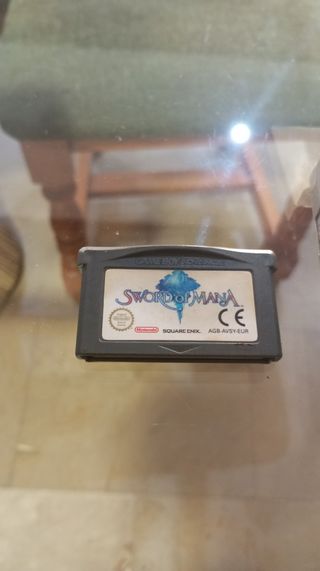 GAME BOY ADVANCE
SWORD of MANA
Nintendo
SQUARE ENIX.
AGB-AVSY-EUR
CE